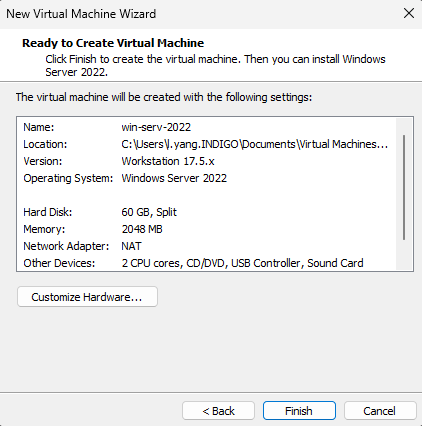 New Virtual Machine Wizard
Ready to Create Virtual Machine
Click Finish to create the virtual machine. Then you can install Windows
Server 2022.
The virtual machine will be created with the following settings:
Name: win-serv-2022
Location: C:\Users\l.yang.INDIGO\Documents\Virtual Machines...
Version: Workstation 17.5.x
Operating System: Windows Server 2022
Hard Disk: 60 GB, Split
Memory: 2048 MB
Network Adapter: NAT
Other Devices: 2 CPU cores, CD/DVD, USB Controller, Sound Card
Customize Hardware...
< Back Finish Cancel